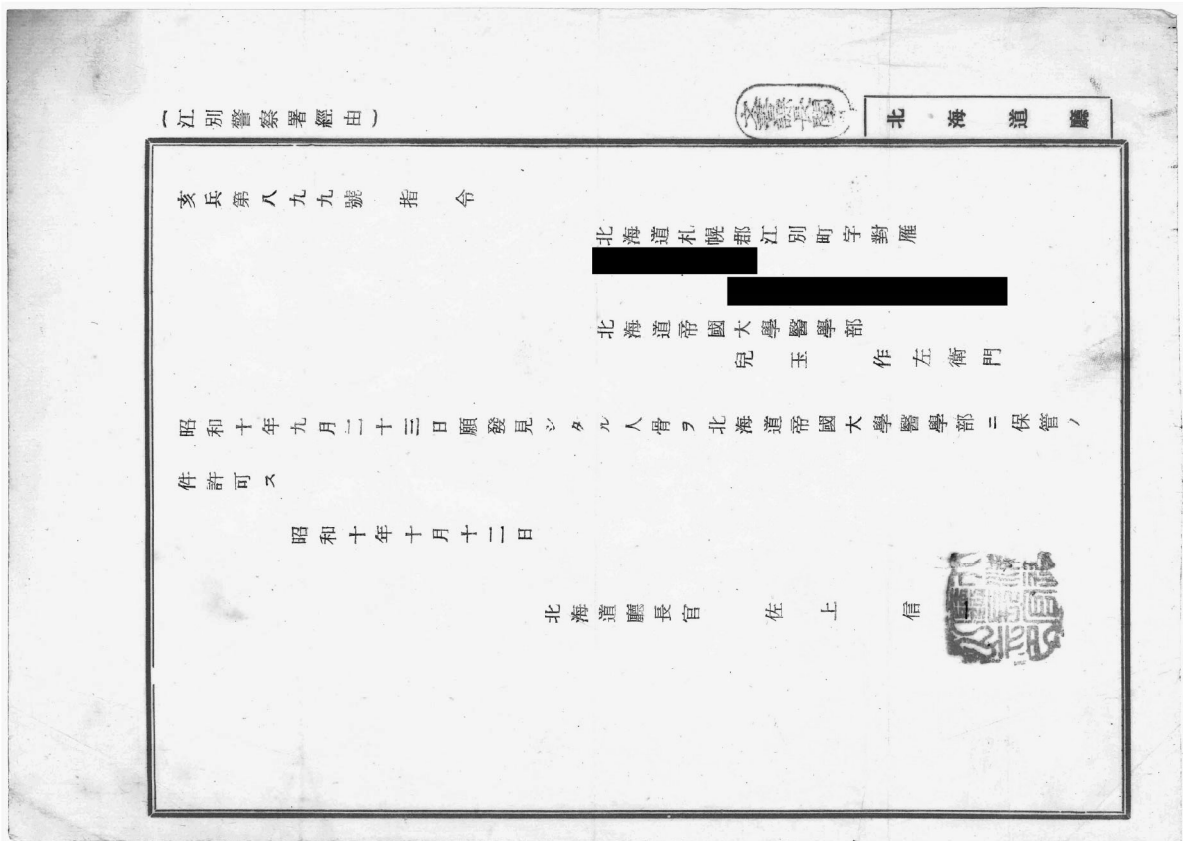 北海道廳
（江別警察署經由）
亥兵第八九九號 指令
北海道札幌郡江別町字對雁
北海道帝國大學醫學部
兒玉 作左衛門
昭和十年九月二十三日願發見シタル人骨ヲ北海道帝國大學醫學部ニ保管ノ
件許可ス
昭和十年十月十二日
北海道廳長官 佐上信一